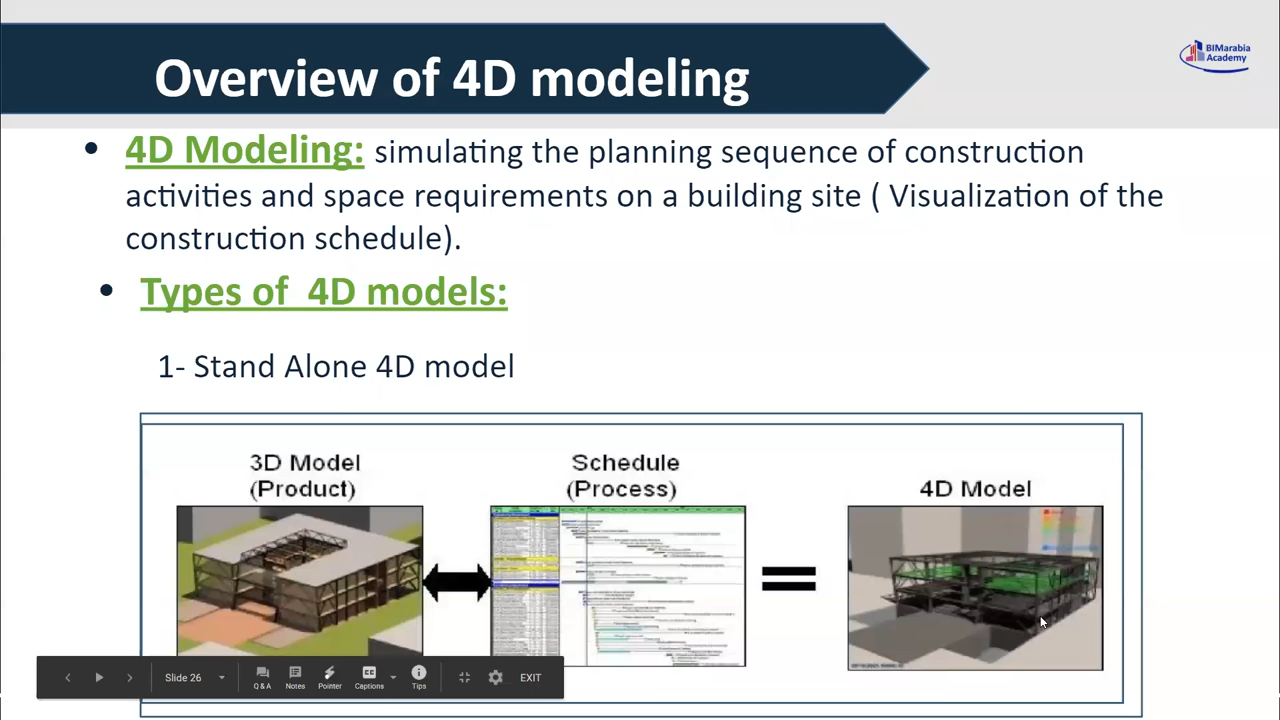 Overview of 4D modeling
BIMarabia
Academy
• 4D Modeling: simulating the planning sequence of construction
activities and space requirements on a building site ( Visualization of the
construction schedule).
• Types of 4D models:
1- Stand Alone 4D model
3D Model
(Product)
Schedule
(Process)
4D Model
=
Slide 26
Q & A
Notes
Pointer
Captions
Tips
EXIT